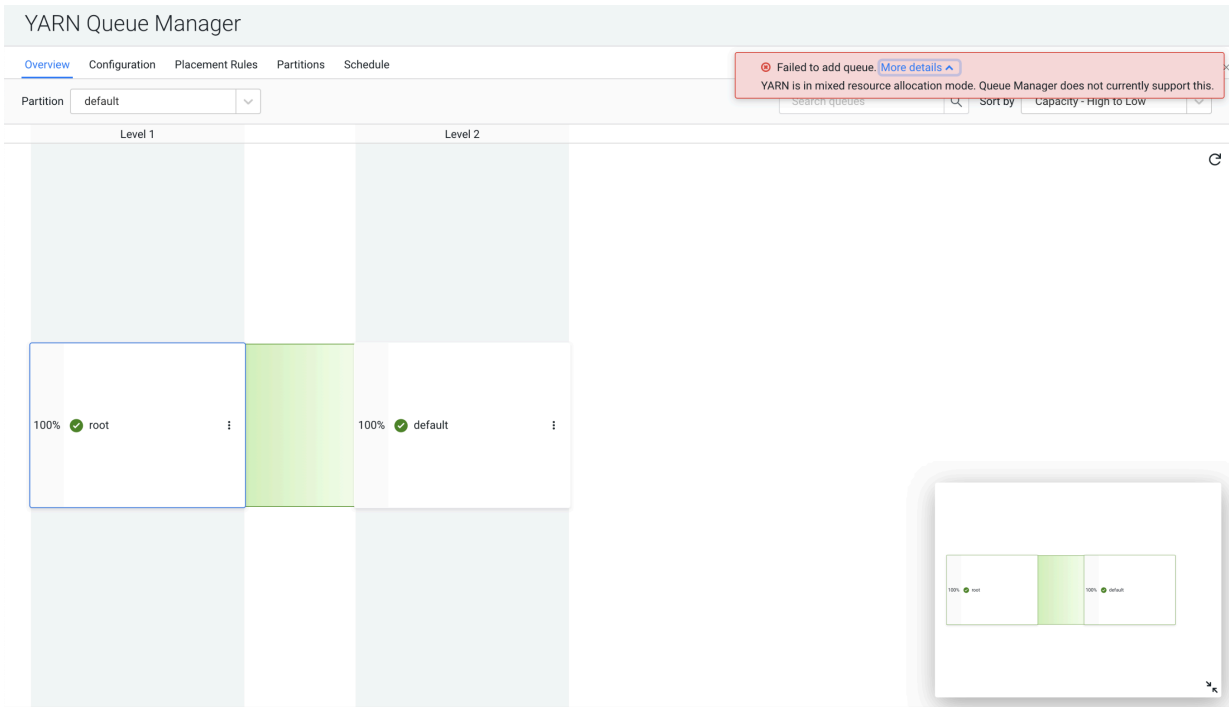 YARN Queue Manager
Overview Configuration Placement Rules Partitions Schedule
Failed to add queue. More details
YARN is in mixed resource allocation mode. Queue Manager does not currently support this.
Partition default
Search queues Sort by Capacity - High to Low
Level 1 Level 2
100% root 100% default
100% root 100% default